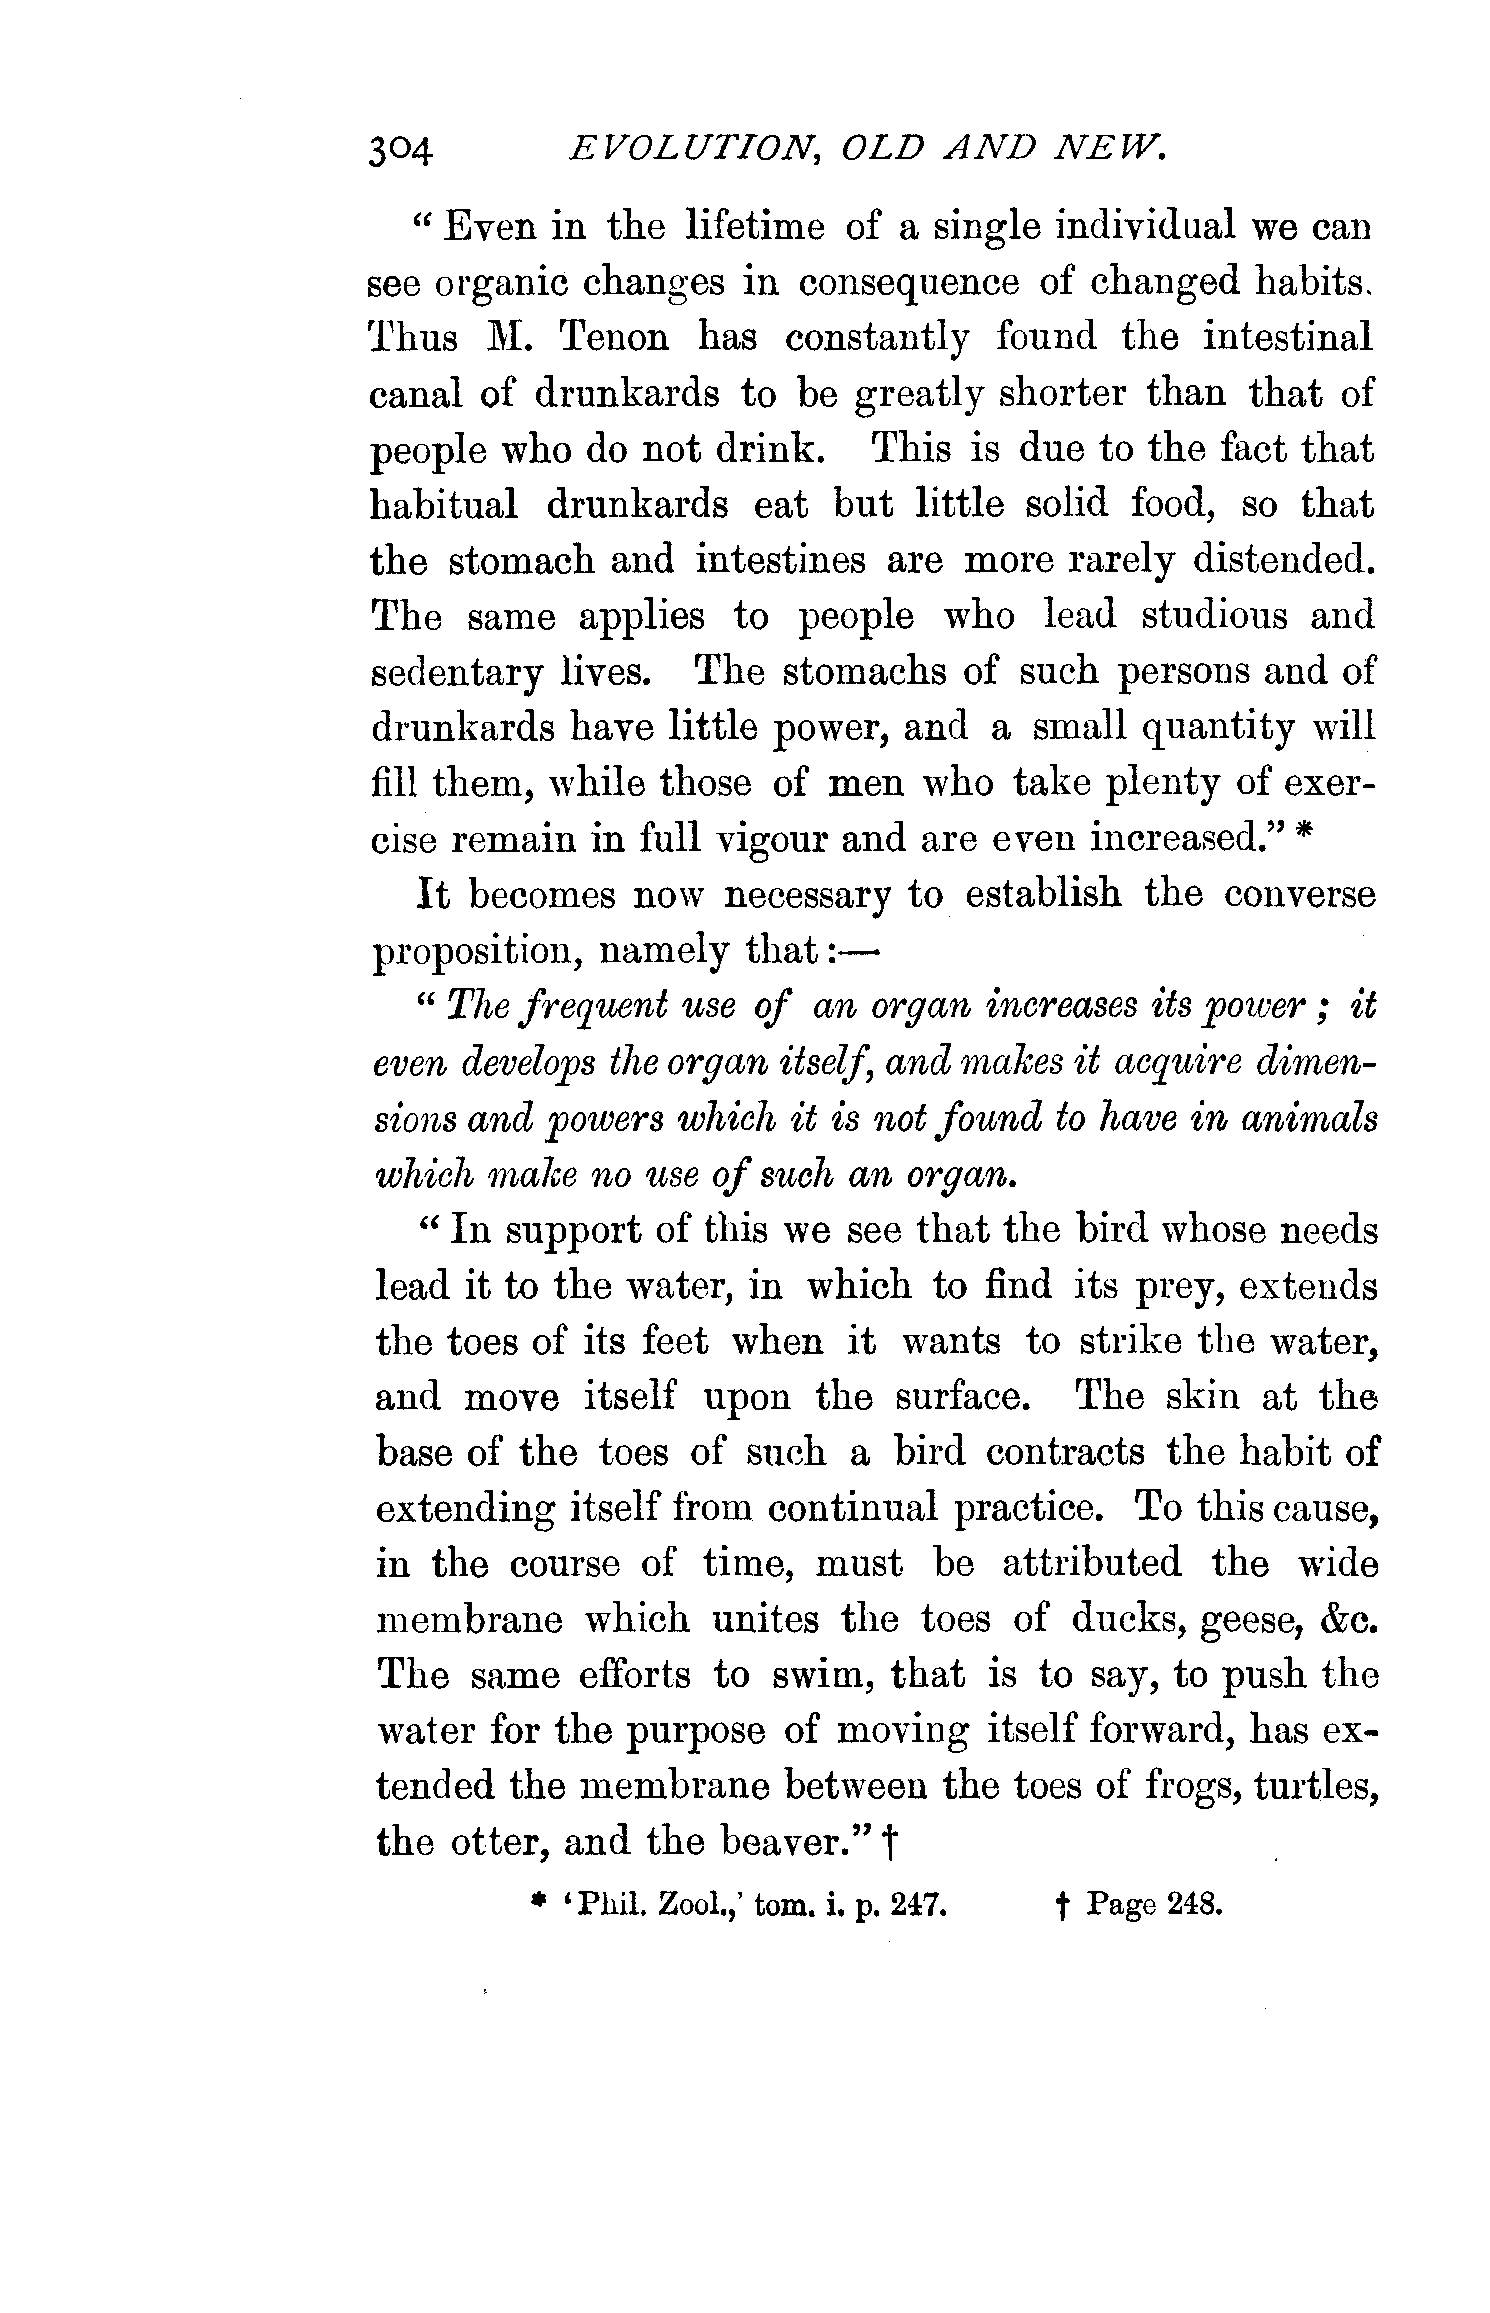 304 EVOLUTION, OLD AND NEW.
“Even in the lifetime of a single individual we can
see organic changes in consequence of changed habits.
Thus M. Tenon has constantly found the intestinal
canal of drunkards to be greatly shorter than that of
people who do not drink. This is due to the fact that
habitual drunkards eat but little solid food, so that
the stomach and intestines are more rarely distended.
The same applies to people who lead studious and
sedentary lives. The stomachs of such persons and of
drunkards have little power, and a small quantity will
fill them, while those of men who take plenty of exer-
cise remain in full vigour and are even increased.” *
It becomes now necessary to establish the converse
proposition, namely that :—
“The frequent use of an organ increases its power ; it
even develops the organ itself, and makes it acquire dimen-
sions and powers which it is not found to have in animals
which make no use of such an organ.
“In support of this we see that the bird whose needs
lead it to the water, in which to find its prey, extends
the toes of its feet when it wants to strike the water,
and move itself upon the surface. The skin at the
base of the toes of such a bird contracts the habit of
extending itself from continual practice. To this cause,
in the course of time, must be attributed the wide
membrane which unites the toes of ducks, geese, &c.
The same efforts to swim, that is to say, to push the
water for the purpose of moving itself forward, has ex-
tended the membrane between the toes of frogs, turtles,
the otter, and the beaver.” †
* ‘Phil. Zool.,’ tom. i. p. 247. † Page 248.